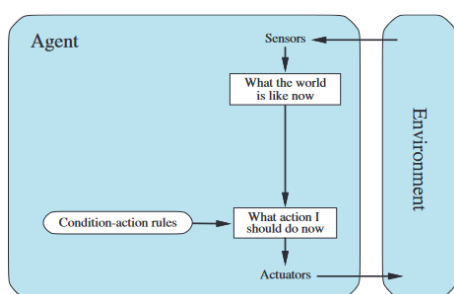 Agent
Sensors
What the world
is like now
Environment
Condition-action rules
What action I
should do now
Actuators